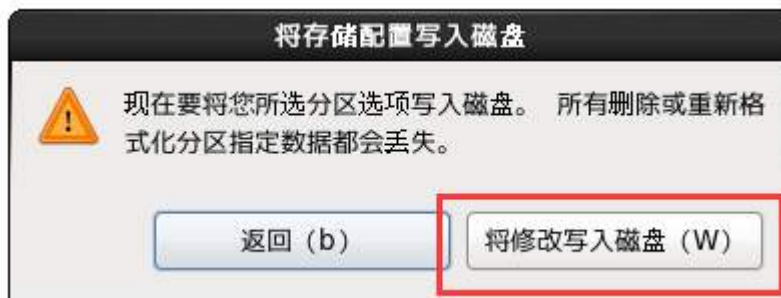 将存储配置写入磁盘
现在要将您所选分区选项写入磁盘。 所有删除或重新格
式化分区指定数据都会丢失。
返回（b）
将修改写入磁盘（W）